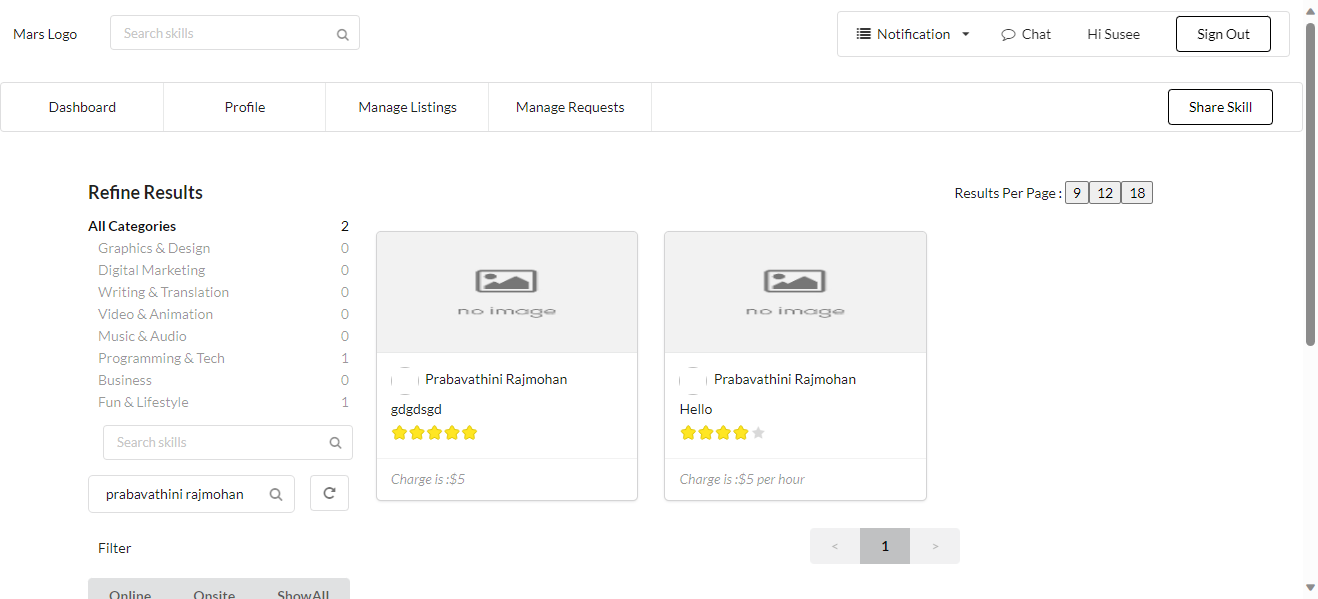 Mars Logo
Search skills
Notification
Chat
Hi Susee
Sign Out
Dashboard
Profile
Manage Listings
Manage Requests
Share Skill
Refine Results
Results Per Page :
9
12
18
All Categories 2
Graphics & Design 0
Digital Marketing 0
Writing & Translation 0
Video & Animation 0
Music & Audio 0
Programming & Tech 1
Business 0
Fun & Lifestyle 1
Search skills
prabavathini rajmohan
Filter
Online
Onsite
ShowAll
no image
Prabavathini Rajmohan
gdgdsgd
Charge is :$5
no image
Prabavathini Rajmohan
Hello
Charge is :$5 per hour
<
1
>